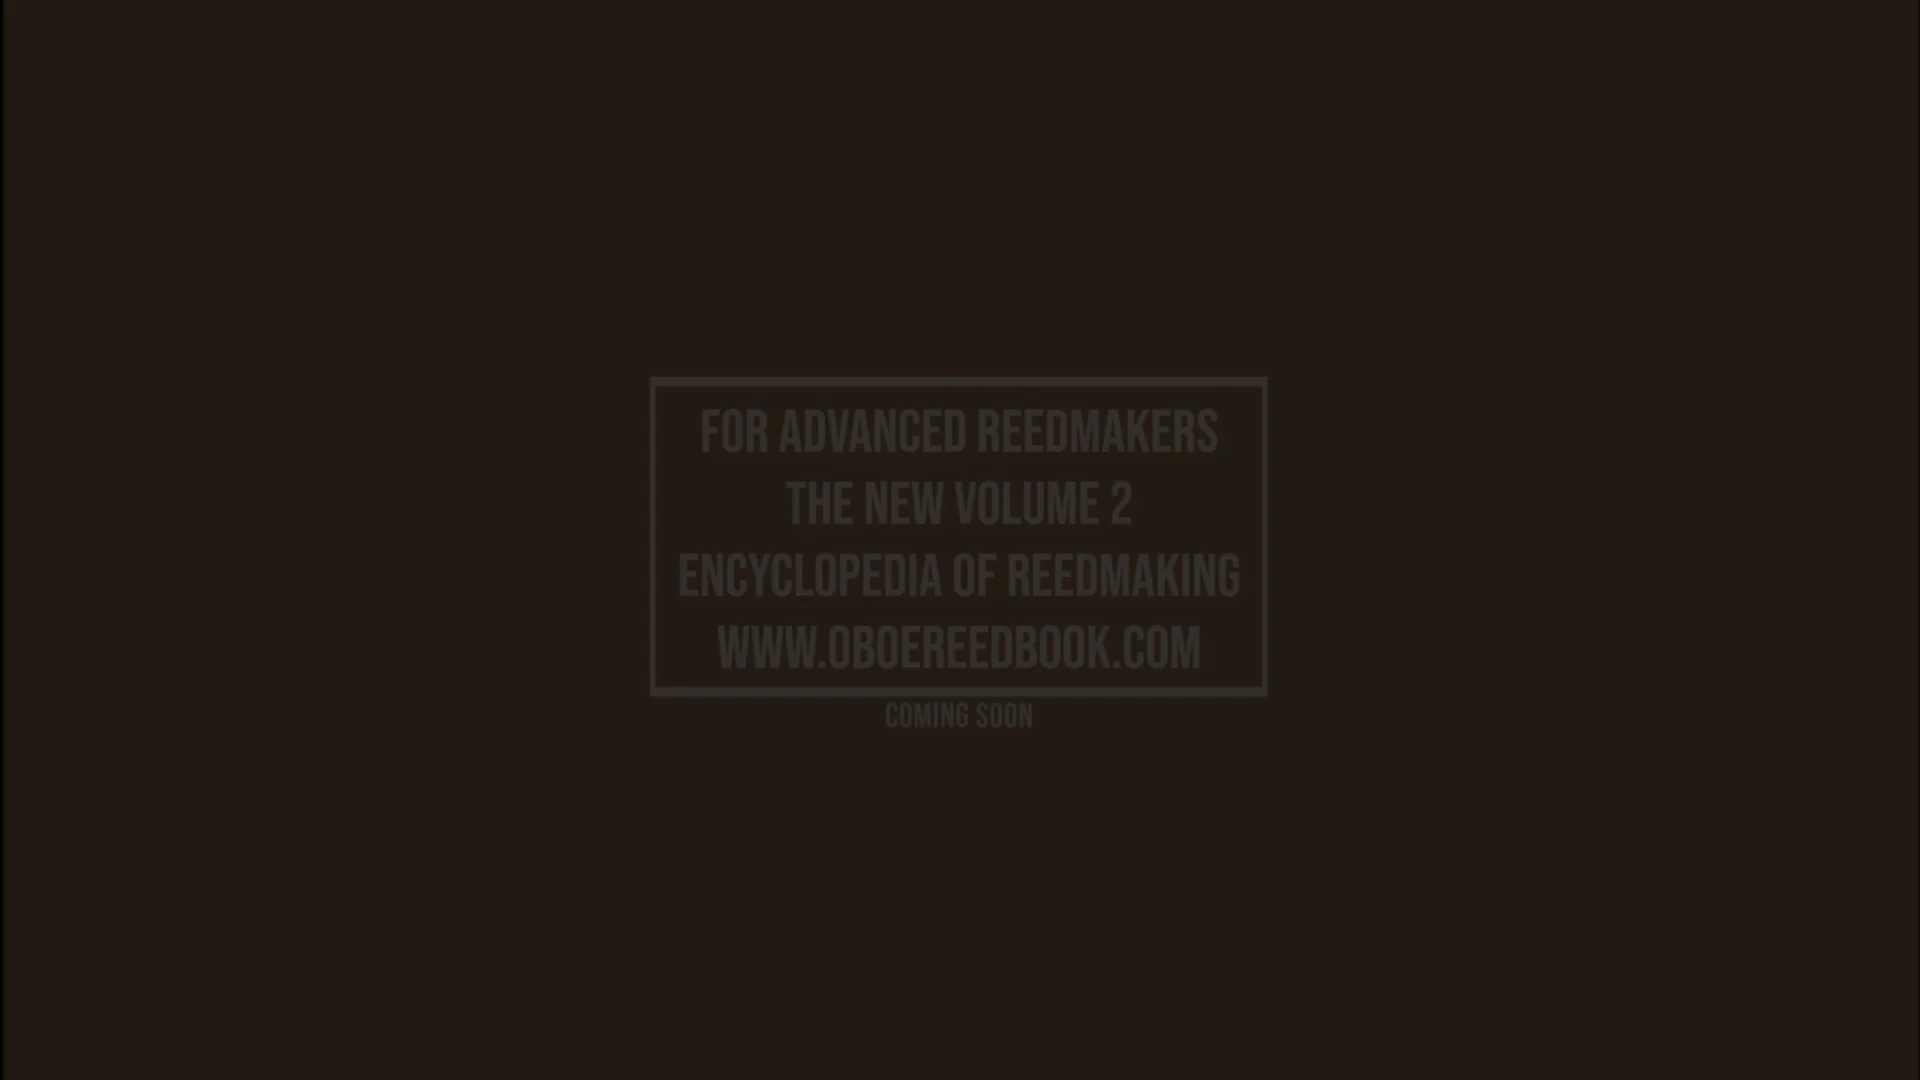 FOR ADVANCED REEDMAKERS
THE NEW VOLUME 2
ENCYCLOPEDIA OF REEDMAKING
WWW.OBOEREEDBOOK.COM
COMING SOON